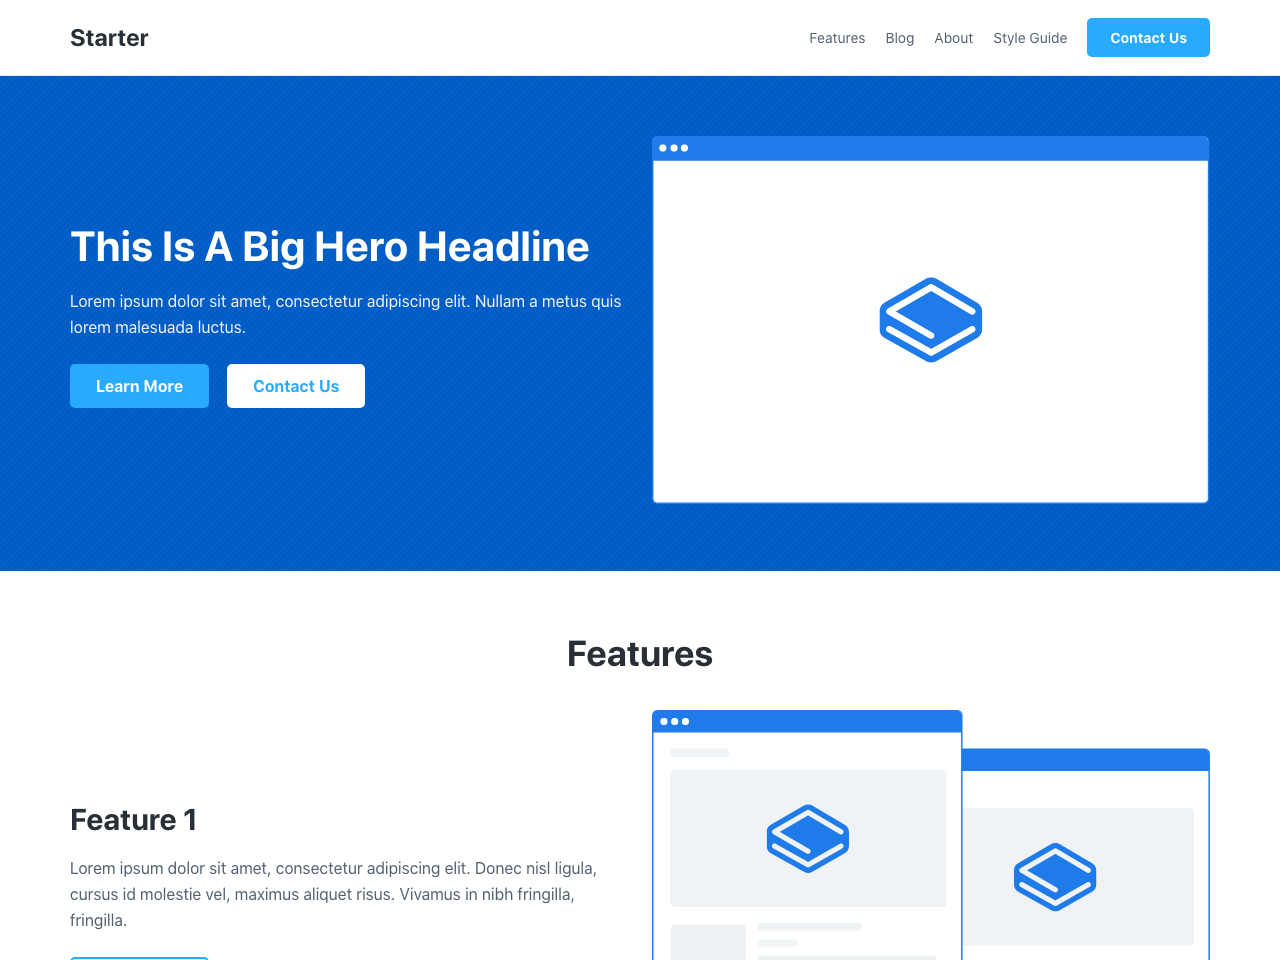 Starter
Features
Blog
About
Style Guide
Contact Us
This Is A Big Hero Headline
Lorem ipsum dolor sit amet, consectetur adipiscing elit. Nullam a metus quis
lorem malesuada luctus.
Learn More
Contact Us
Features
Feature 1
Lorem ipsum dolor sit amet, consectetur adipiscing elit. Donec nisl ligula,
cursus id molestie vel, maximus aliquet risus. Vivamus in nibh fringilla,
fringilla.